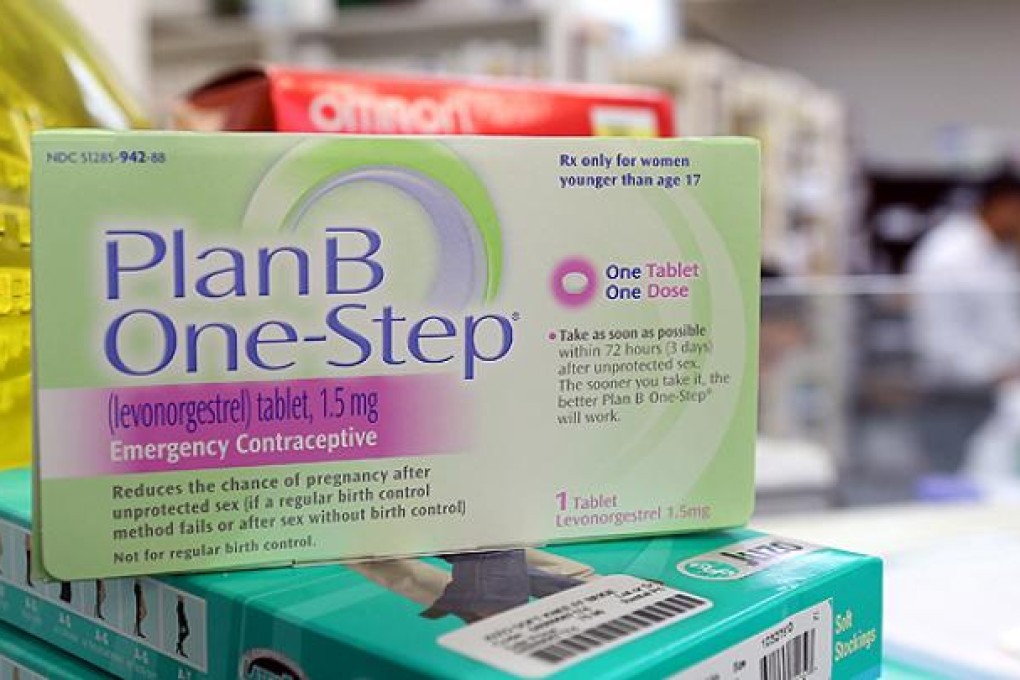 omron
NDC 51285-942-88
Rx only for women
younger than age 17
Plan B
One-Step®
One Tablet
One Dose
• Take as soon as possible
within 72 hours (3 days)
after unprotected sex.
The sooner you take it, the
better Plan B One-Step®
will work.
(levonorgestrel) tablet, 1.5 mg
Emergency Contraceptive
Reduces the chance of pregnancy after
unprotected sex (if a regular birth control
method fails or after sex without birth control)
Not for regular birth control.
1 Tablet
Levonorgestrel 1.5mg
Soft
Stockings